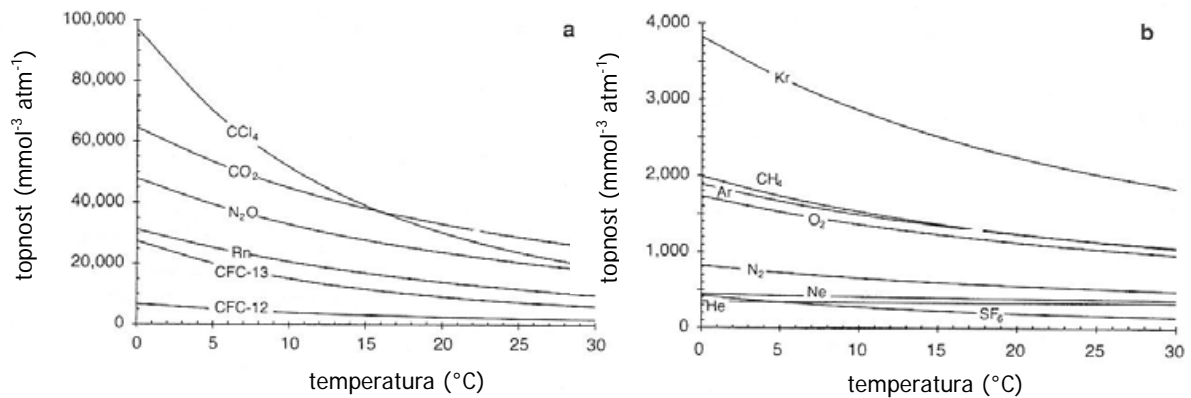 a
topnost (mmol⁻³ atm⁻¹)
100,000
80,000
60,000
40,000
20,000
0
CCl₄
CO₂
N₂O
Rn
CFC-13
CFC-12
0 5 10 15 20 25 30
temperatura (°C)
b
topnost (mmol⁻³ atm⁻¹)
4,000
3,000
2,000
1,000
0
Kr
CH₄
Ar
O₂
N₂
Ne
He
SF₆
0 5 10 15 20 25 30
temperatura (°C)